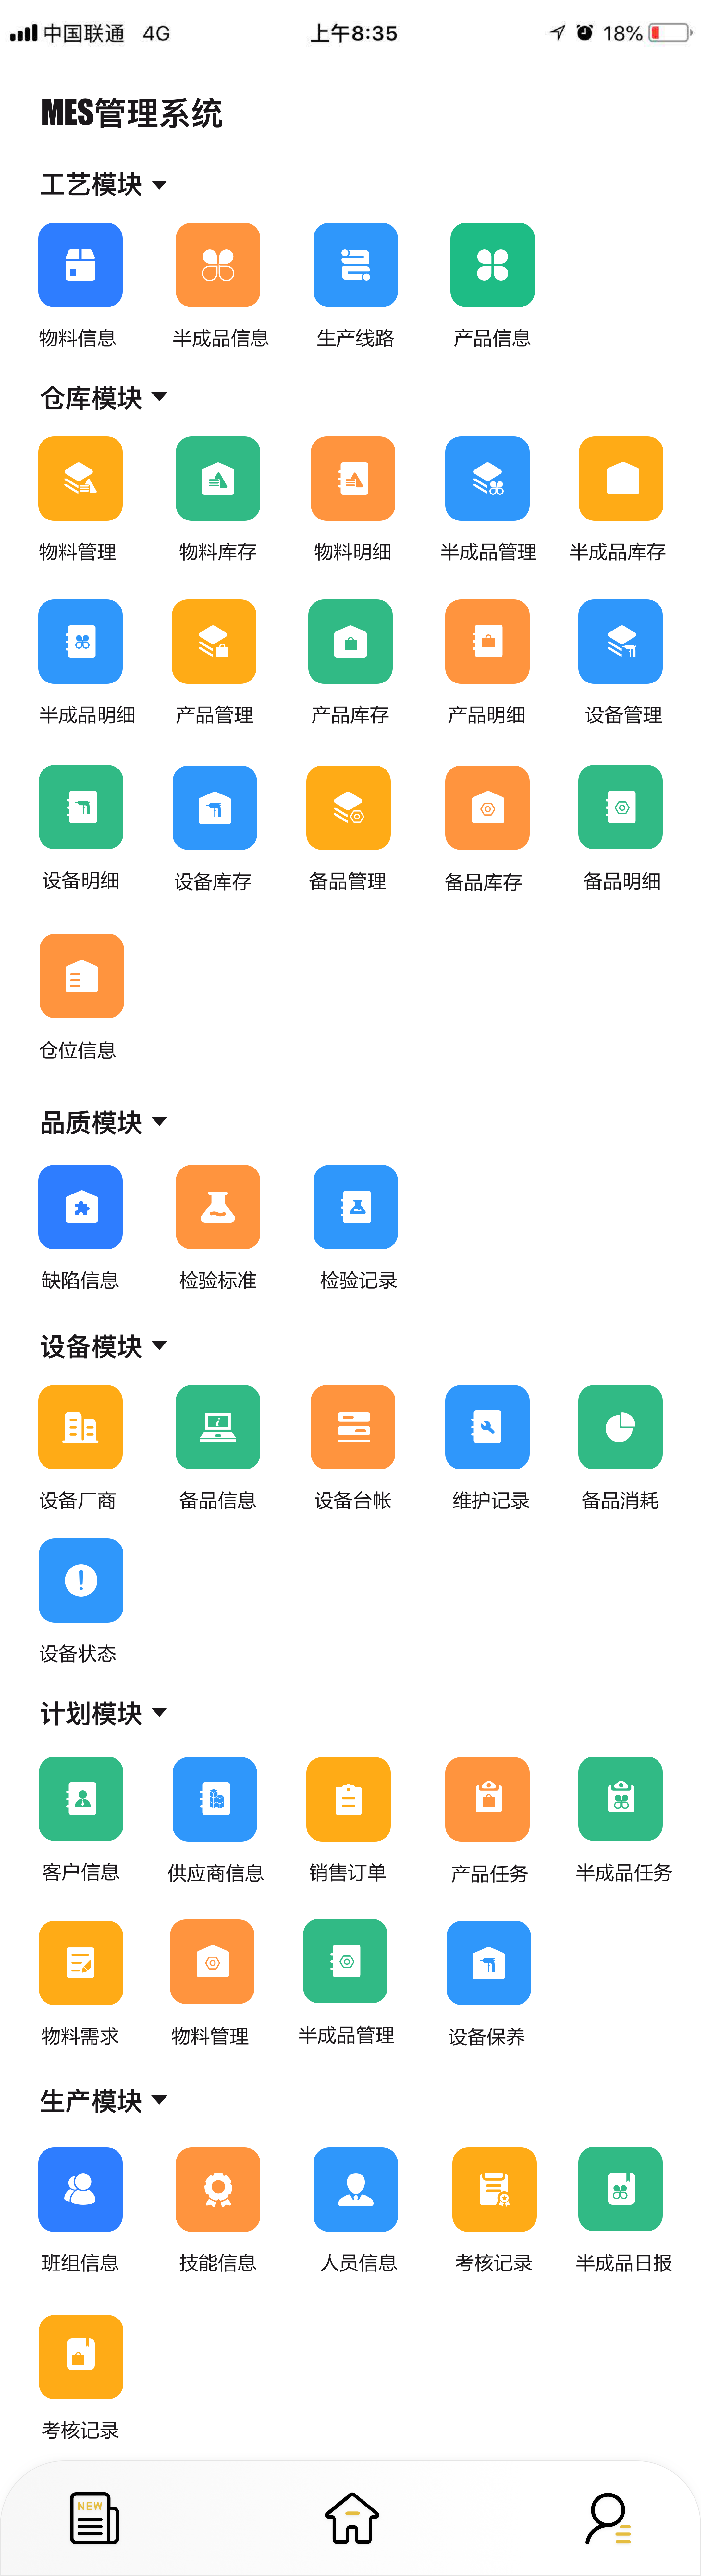 中国联通 4G 上午8:35 18%
MES管理系统
工艺模块
物料信息 半成品信息 生产线路 产品信息
仓库模块
物料管理 物料库存 物料明细 半成品管理 半成品库存
半成品明细 产品管理 产品库存 产品明细 设备管理
设备明细 设备库存 备品管理 备品库存 备品明细
仓位信息
品质模块
缺陷信息 检验标准 检验记录
设备模块
设备厂商 备品信息 设备台帐 维护记录 备品消耗
设备状态
计划模块
客户信息 供应商信息 销售订单 产品任务 半成品任务
物料需求 物料管理 半成品管理 设备保养
生产模块
班组信息 技能信息 人员信息 考核记录 半成品日报
考核记录
NEW